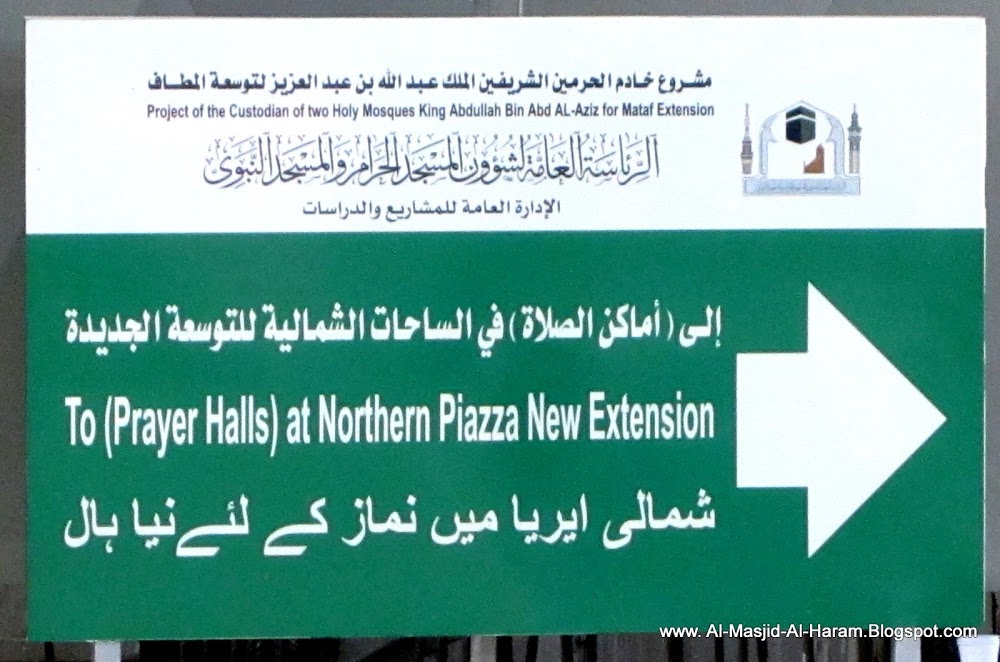 مشروع خادم الحرمين الشريفين الملك عبد الله بن عبد العزيز لتوسعة المطاف
Project of the Custodian of two Holy Mosques King Abdullah Bin Abd AL-Aziz for Mataf Extension
الرئاسة العامة لشؤون المسجد الحرام والمسجد النبوي
الإدارة العامة للمشاريع والدراسات
إلى (أماكن الصلاة) في الساحات الشمالية للتوسعة الجديدة
To (Prayer Halls) at Northern Piazza New Extension
شمالی ایریا میں نماز کے لئے نیا ہال
www. Al-Masjid-Al-Haram.Blogspot.com